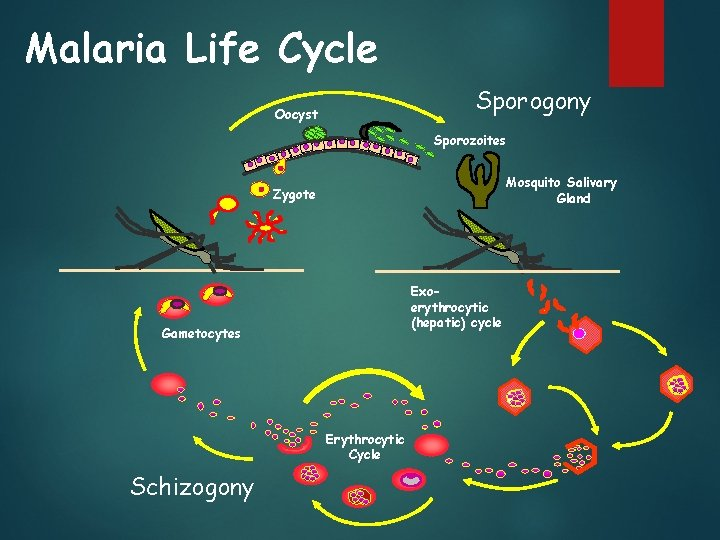 Malaria Life Cycle
Sporogony
Oocyst
Sporozoites
Mosquito Salivary
Gland
Zygote
Exo-
erythrocytic
(hepatic) cycle
Gametocytes
Erythrocytic
Cycle
Schizogony